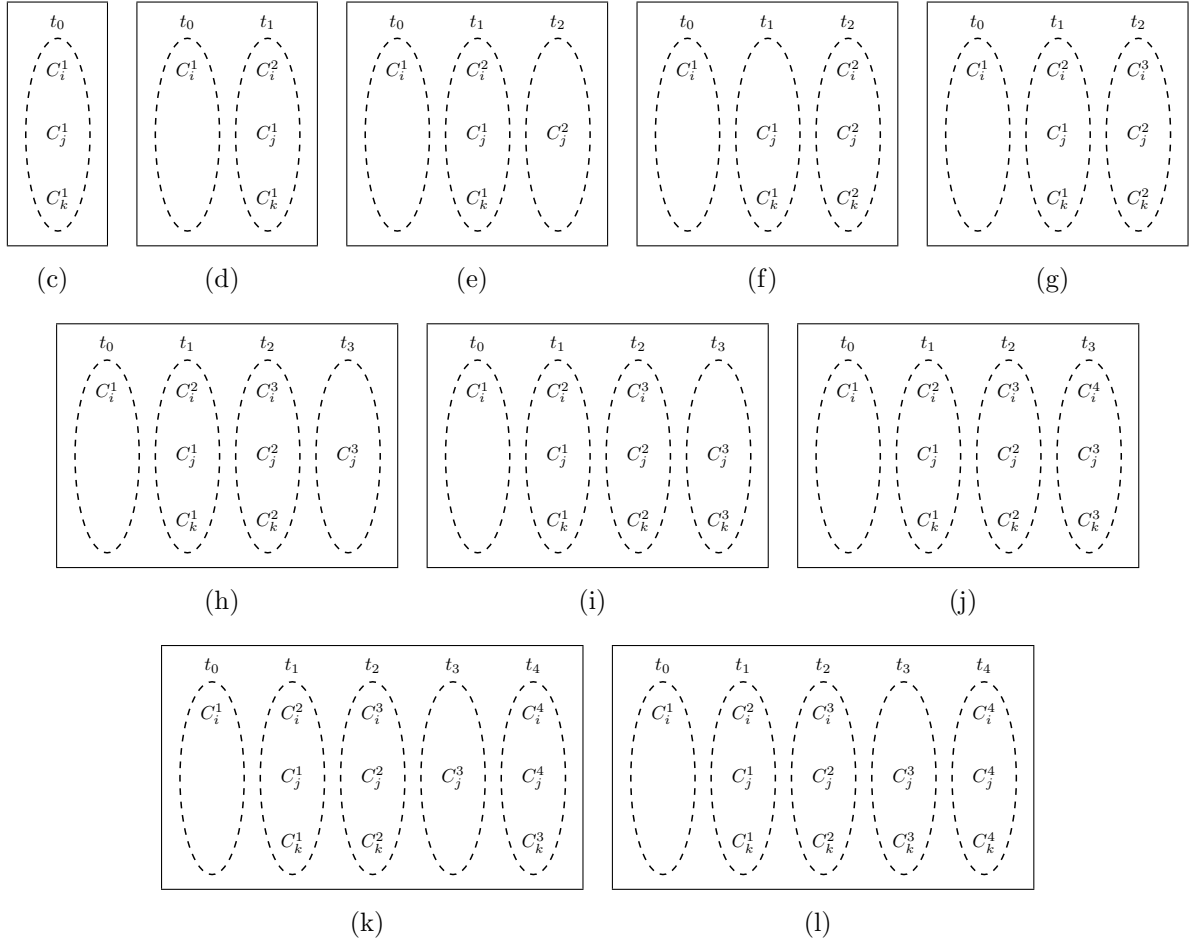 t₀ t₀ t₁ t₀ t₁ t₂ t₀ t₁ t₂ t₀ t₁ t₂
C_i^1 C_i^1 C_i^2 C_i^1 C_i^2 C_i^1 C_i^2 C_i^1 C_i^2 C_i^3
C_j^1 C_j^1 C_j^1 C_j^2 C_j^1 C_j^2 C_j^1 C_j^2
C_k^1 C_k^1 C_k^1 C_k^1 C_k^2 C_k^1 C_k^2
(c) (d) (e) (f) (g)
t₀ t₁ t₂ t₃ t₀ t₁ t₂ t₃ t₀ t₁ t₂ t₃
C_i^1 C_i^2 C_i^3 C_i^1 C_i^2 C_i^3 C_i^1 C_i^2 C_i^3 C_i^4
C_j^1 C_j^2 C_j^3 C_j^1 C_j^2 C_j^3 C_j^1 C_j^2 C_j^3
C_k^1 C_k^2 C_k^1 C_k^2 C_k^3 C_k^1 C_k^2 C_k^3
(h) (i) (j)
t₀ t₁ t₂ t₃ t₄ t₀ t₁ t₂ t₃ t₄
C_i^1 C_i^2 C_i^3 C_i^4 C_i^1 C_i^2 C_i^3 C_i^4
C_j^1 C_j^2 C_j^3 C_j^4 C_j^1 C_j^2 C_j^3 C_j^4
C_k^1 C_k^2 C_k^3 C_k^1 C_k^2 C_k^3 C_k^4
(k) (l)